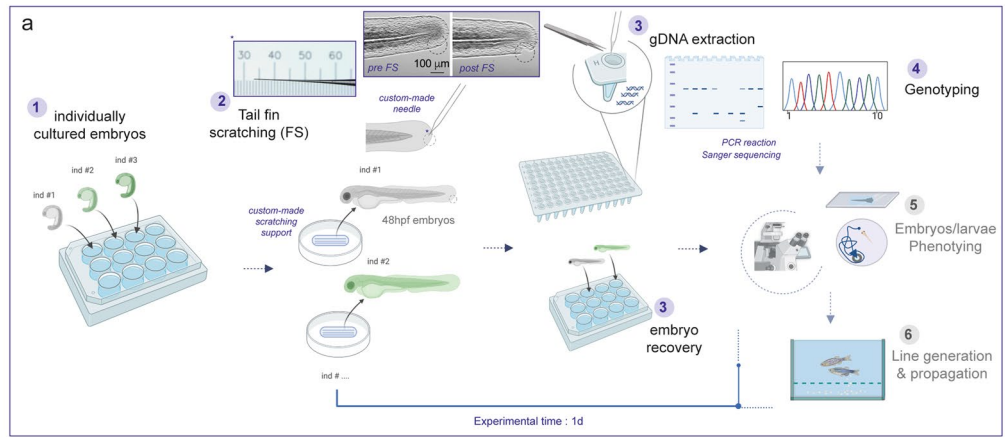 a
1
individually
cultured embryos
ind #1
ind #2
ind #3
30
40
50
60
2
Tail fin
scratching (FS)
pre FS
100 µm
post FS
custom-made
needle
ind #1
48hpf embryos
custom-made
scratching
support
ind #2
ind # ....
3
gDNA extraction
PCR reaction
Sanger sequencing
1
10
4
Genotyping
3
embryo
recovery
5
Embryos/larvae
Phenotying
6
Line generation
& propagation
Experimental time : 1d